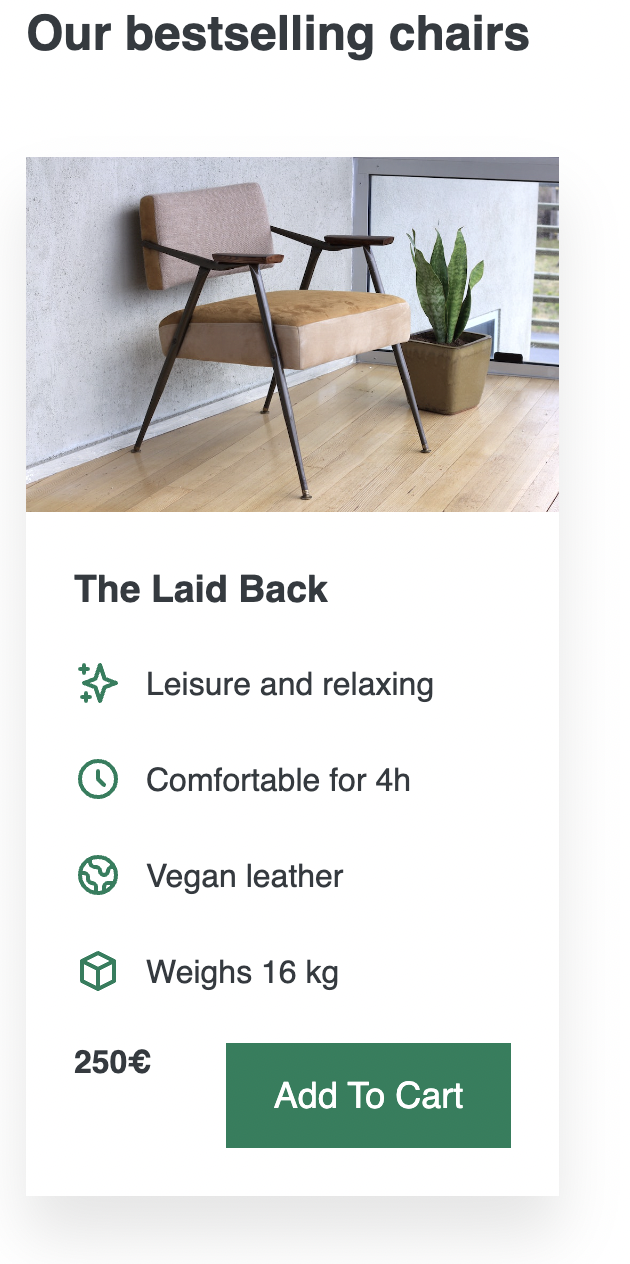 Our bestselling chairs
The Laid Back
Leisure and relaxing
Comfortable for 4h
Vegan leather
Weighs 16 kg
250€
Add To Cart